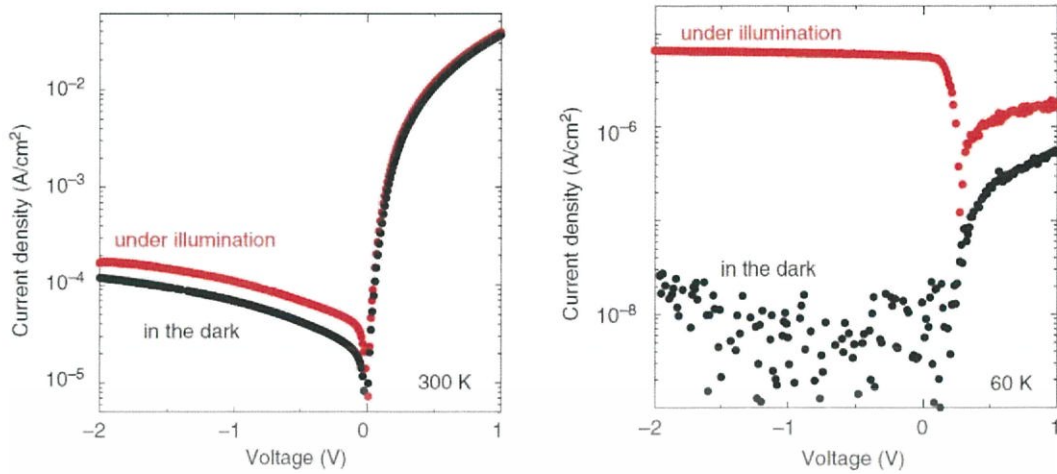 under illumination
in the dark
300 K
10⁻²
10⁻³
10⁻⁴
10⁻⁵
Current density (A/cm²)
−2
−1
0
1
Voltage (V)
under illumination
in the dark
60 K
10⁻⁶
10⁻⁸
Current density (A/cm²)
−2
−1
0
1
Voltage (V)